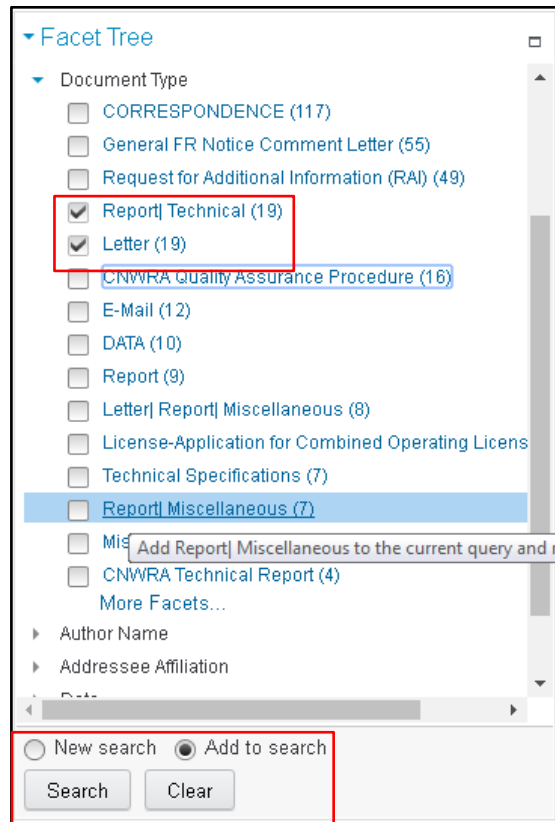 Facet Tree
Document Type
CORRESPONDENCE (117)
General FR Notice Comment Letter (55)
Request for Additional Information (RAI) (49)
Report| Technical (19)
Letter (19)
CNWRA Quality Assurance Procedure (16)
E-Mail (12)
DATA (10)
Report (9)
Letter| Report| Miscellaneous (8)
License-Application for Combined Operating Licens
Technical Specifications (7)
Report| Miscellaneous (7)
Mis
Add Report| Miscellaneous to the current query and r
CNWRA Technical Report (4)
More Facets...
Author Name
Addressee Affiliation
Date
New search Add to search
Search Clear